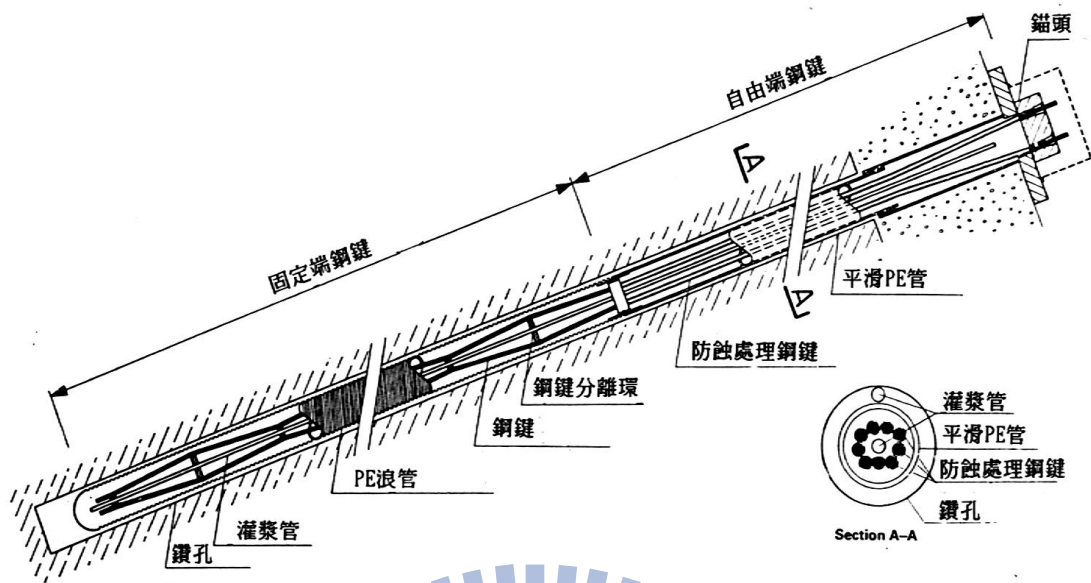 錨頭
自由端鋼鍵
A
固定端鋼鍵
A
平滑PE管
防蝕處理鋼鍵
鋼鍵分離環
鋼鍵
PE浪管
灌漿管
鑽孔
灌漿管
平滑PE管
防蝕處理鋼鍵
鑽孔
Section A–A